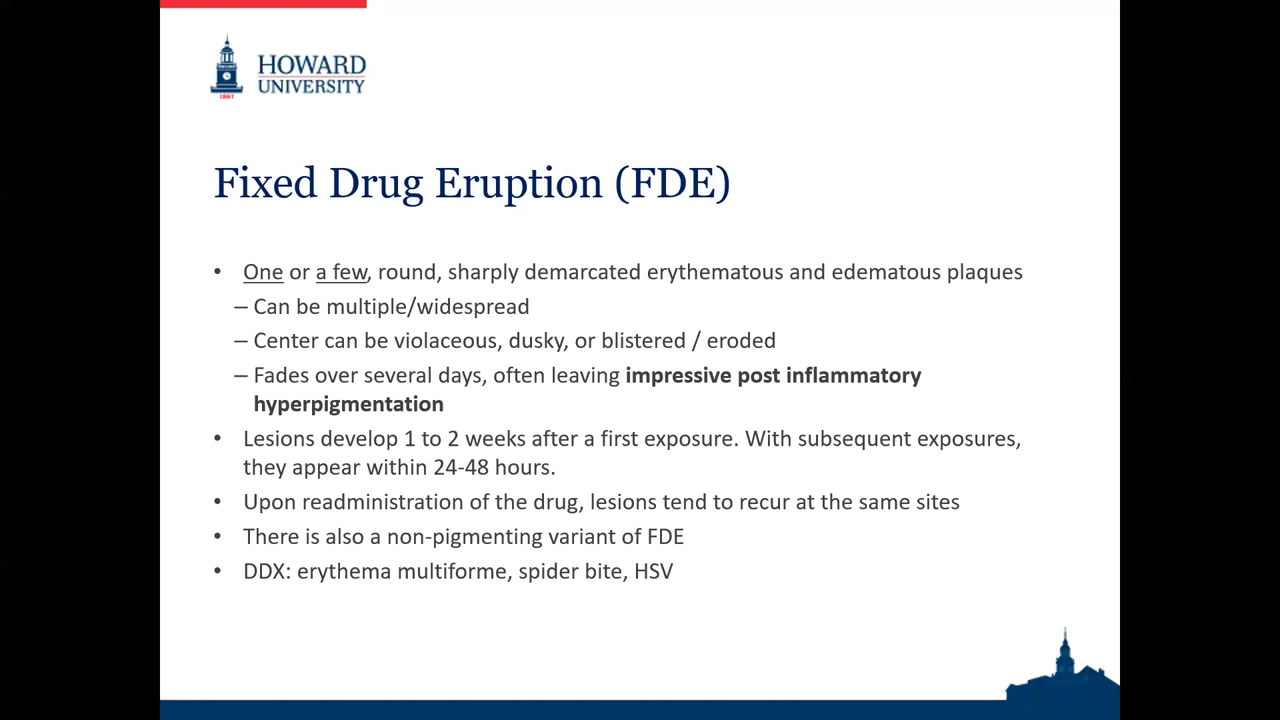 HOWARD
UNIVERSITY
1867
Fixed Drug Eruption (FDE)
• One or a few, round, sharply demarcated erythematous and edematous plaques
– Can be multiple/widespread
– Center can be violaceous, dusky, or blistered / eroded
– Fades over several days, often leaving impressive post inflammatory
hyperpigmentation
• Lesions develop 1 to 2 weeks after a first exposure. With subsequent exposures,
they appear within 24-48 hours.
• Upon readministration of the drug, lesions tend to recur at the same sites
• There is also a non-pigmenting variant of FDE
• DDX: erythema multiforme, spider bite, HSV